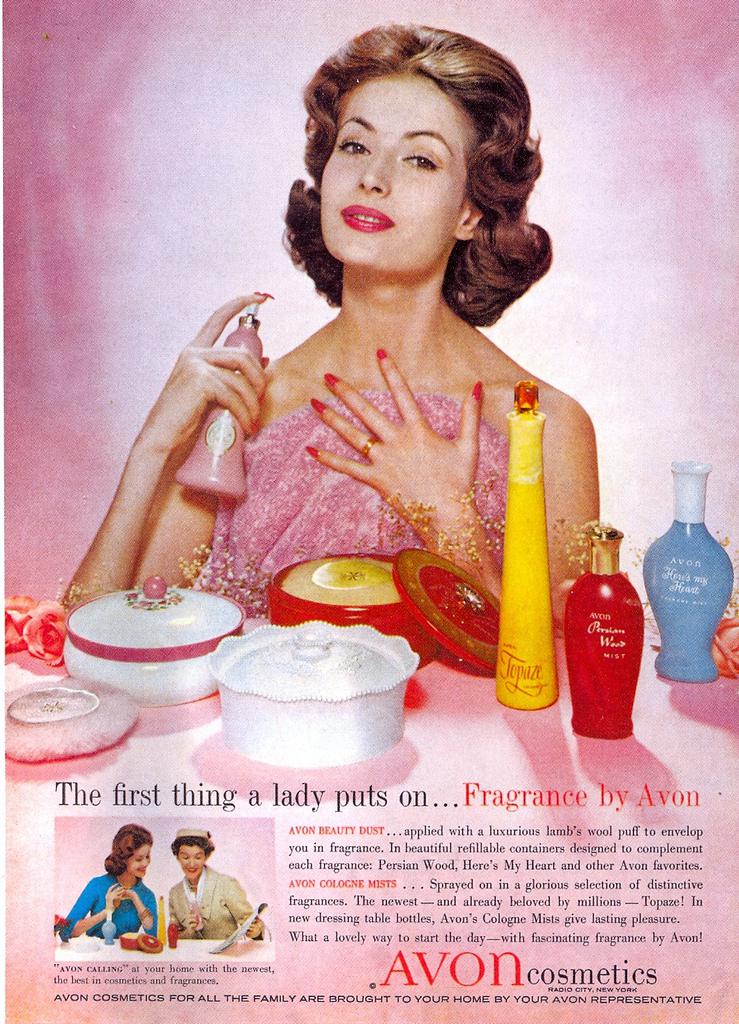 Avon
Here's my
Heart
COLOGNE MIST
AVON
Persian
Wood
MIST
Topaze
The first thing a lady puts on...Fragrance by Avon
AVON BEAUTY DUST...applied with a luxurious lamb's wool puff to envelop
you in fragrance. In beautiful refillable containers designed to complement
each fragrance: Persian Wood, Here's My Heart and other Avon favorites.
AVON COLOGNE MISTS . . . Sprayed on in a glorious selection of distinctive
fragrances. The newest—and already beloved by millions—Topaze! In
new dressing table bottles, Avon's Cologne Mists give lasting pleasure.
What a lovely way to start the day—with fascinating fragrance by Avon!
"AVON CALLING" at your home with the newest,
the best in cosmetics and fragrances.
©AVON cosmetics
RADIO CITY, NEW YORK
AVON COSMETICS FOR ALL THE FAMILY ARE BROUGHT TO YOUR HOME BY YOUR AVON REPRESENTATIVE